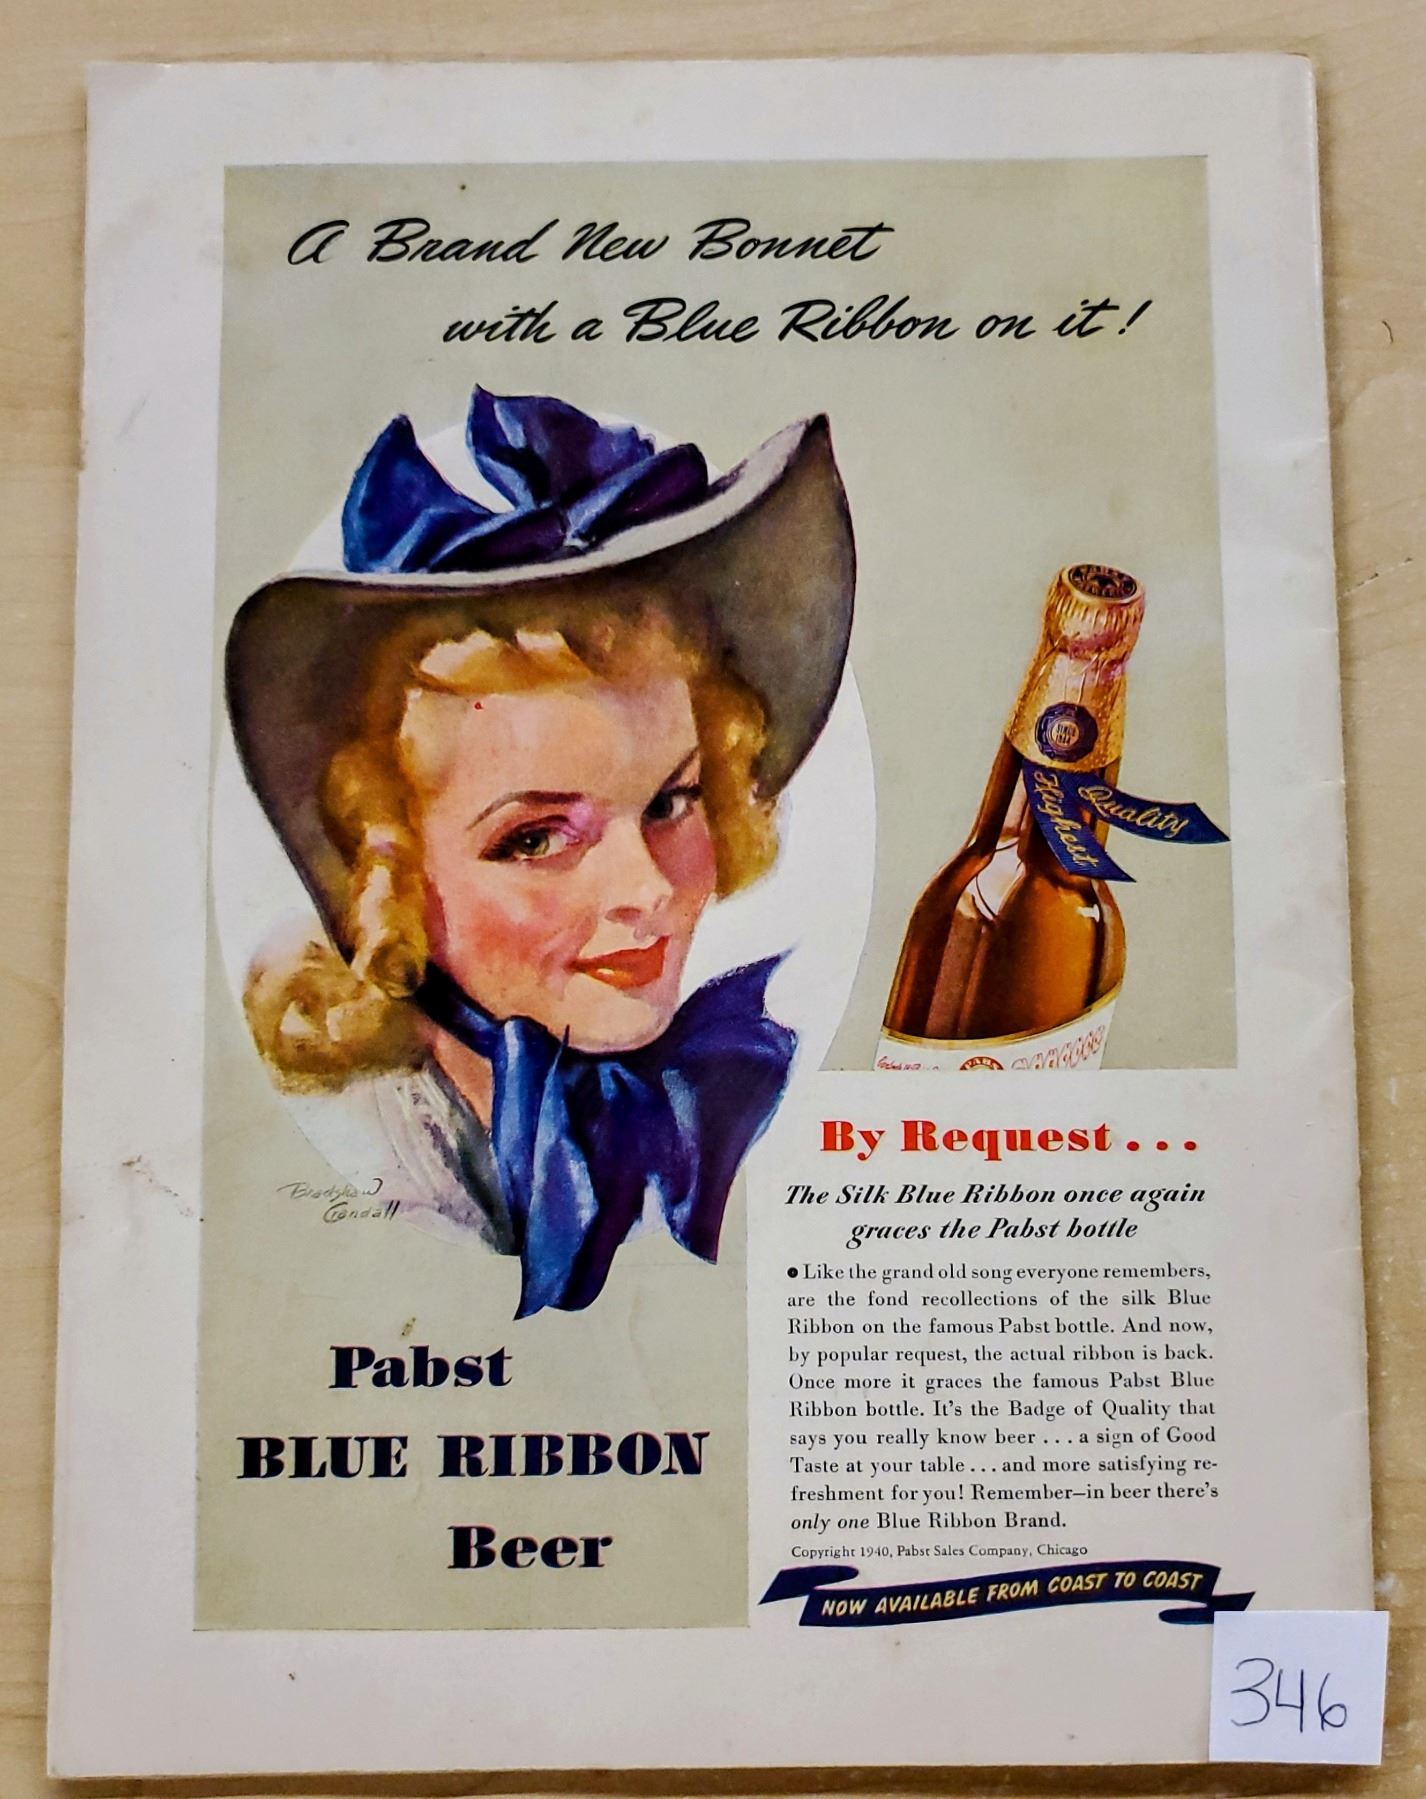 A Brand New Bonnet
with a Blue Ribbon on it!
SINCE
1844
Highest
Quality
Bradshaw
Crandall
By Request...
The Silk Blue Ribbon once again
graces the Pabst bottle
Like the grand old song everyone remembers,
are the fond recollections of the silk Blue
Ribbon on the famous Pabst bottle. And now,
by popular request, the actual ribbon is back.
Once more it graces the famous Pabst Blue
Ribbon bottle. It's the Badge of Quality that
says you really know beer ... a sign of Good
Taste at your table ... and more satisfying re-
freshment for you! Remember—in beer there's
only one Blue Ribbon Brand.
Copyright 1940, Pabst Sales Company, Chicago
NOW AVAILABLE FROM COAST TO COAST
Pabst
BLUE RIBBON
Beer
346